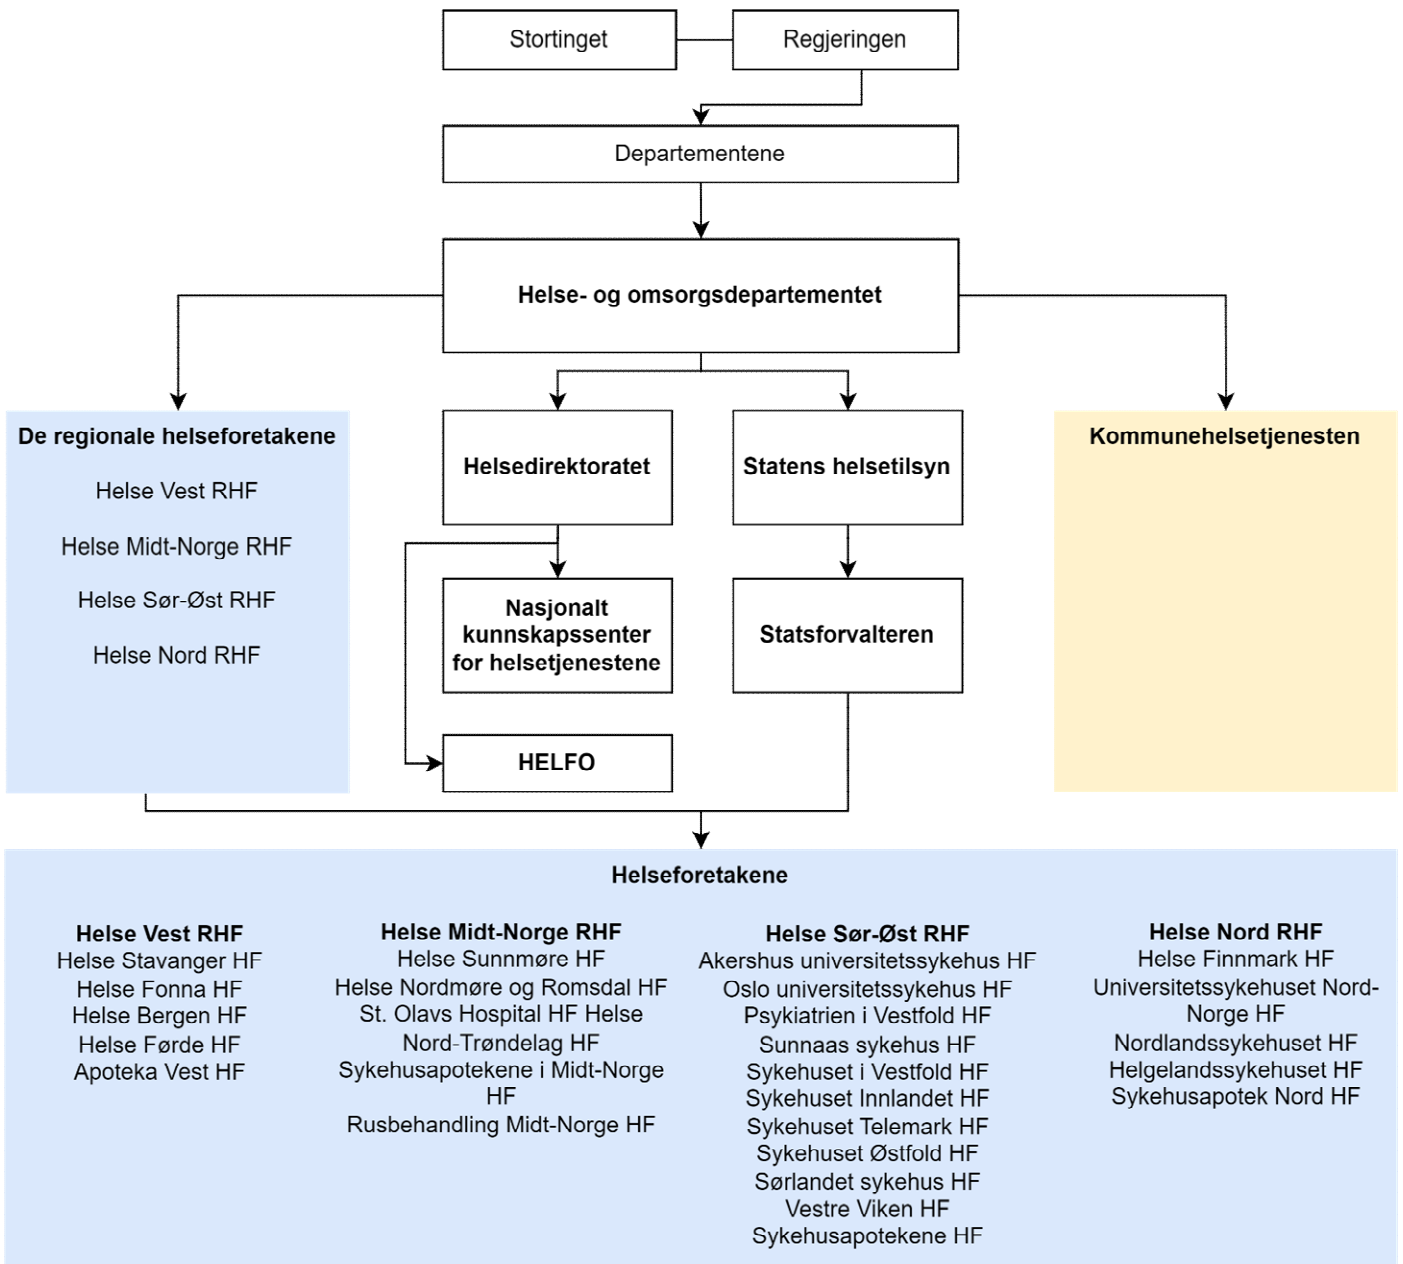 Stortinget
Regjeringen
Departementene
Helse- og omsorgsdepartementet
De regionale helseforetakene
Helse Vest RHF
Helse Midt-Norge RHF
Helse Sør-Øst RHF
Helse Nord RHF
Helsedirektoratet
Statens helsetilsyn
Kommunehelsetjenesten
Nasjonalt
kunnskapssenter
for helsetjenestene
Statsforvalteren
HELFO
Helseforetakene
Helse Vest RHF
Helse Stavanger HF
Helse Fonna HF
Helse Bergen HF
Helse Førde HF
Apoteka Vest HF
Helse Midt-Norge RHF
Helse Sunnmøre HF
Helse Nordmøre og Romsdal HF
St. Olavs Hospital HF Helse
Nord-Trøndelag HF
Sykehusapotekene i Midt-Norge
HF
Rusbehandling Midt-Norge HF
Helse Sør-Øst RHF
Akershus universitetssykehus HF
Oslo universitetssykehus HF
Psykiatrien i Vestfold HF
Sunnaas sykehus HF
Sykehuset i Vestfold HF
Sykehuset Innlandet HF
Sykehuset Telemark HF
Sykehuset Østfold HF
Sørlandet sykehus HF
Vestre Viken HF
Sykehusapotekene HF
Helse Nord RHF
Helse Finnmark HF
Universitetssykehuset Nord-
Norge HF
Nordlandssykehuset HF
Helgelandssykehuset HF
Sykehusapotek Nord HF